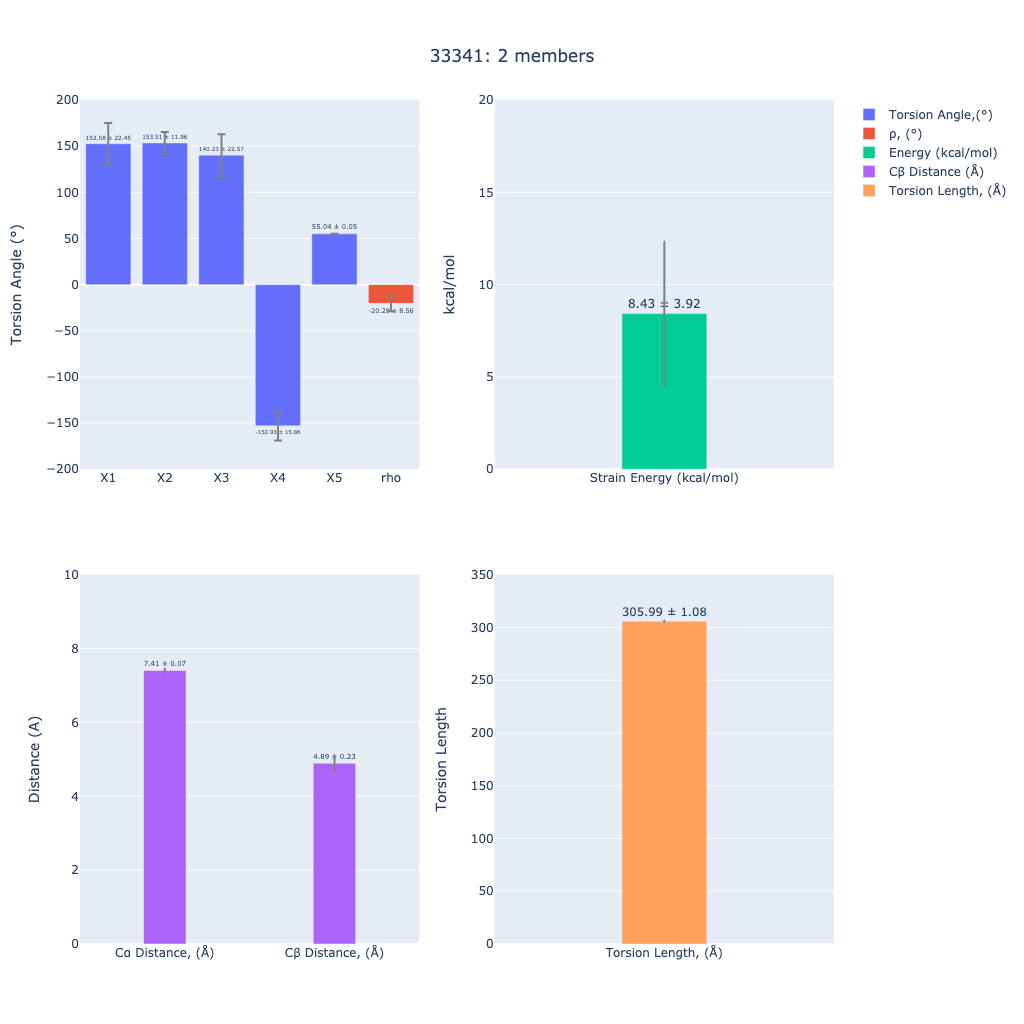 33341: 2 members
Torsion Angle (°)
200
150
100
50
0
−50
−100
−150
−200
152.58 ± 22.45
153.51 ± 11.96
140.23 ± 22.57
-152.93 ± 15.86
55.04 ± 0.05
-20.29 ± 8.56
X1 X2 X3 X4 X5 rho
kcal/mol
20
15
10
5
0
8.43 ± 3.92
Strain Energy (kcal/mol)
Torsion Angle,(°)
ρ, (°)
Energy (kcal/mol)
Cβ Distance (Å)
Torsion Length, (Å)
Distance (A)
10
8
6
4
2
0
7.41 ± 0.07
4.89 ± 0.23
Cα Distance, (Å) Cβ Distance, (Å)
Torsion Length
350
300
250
200
150
100
50
0
305.99 ± 1.08
Torsion Length, (Å)